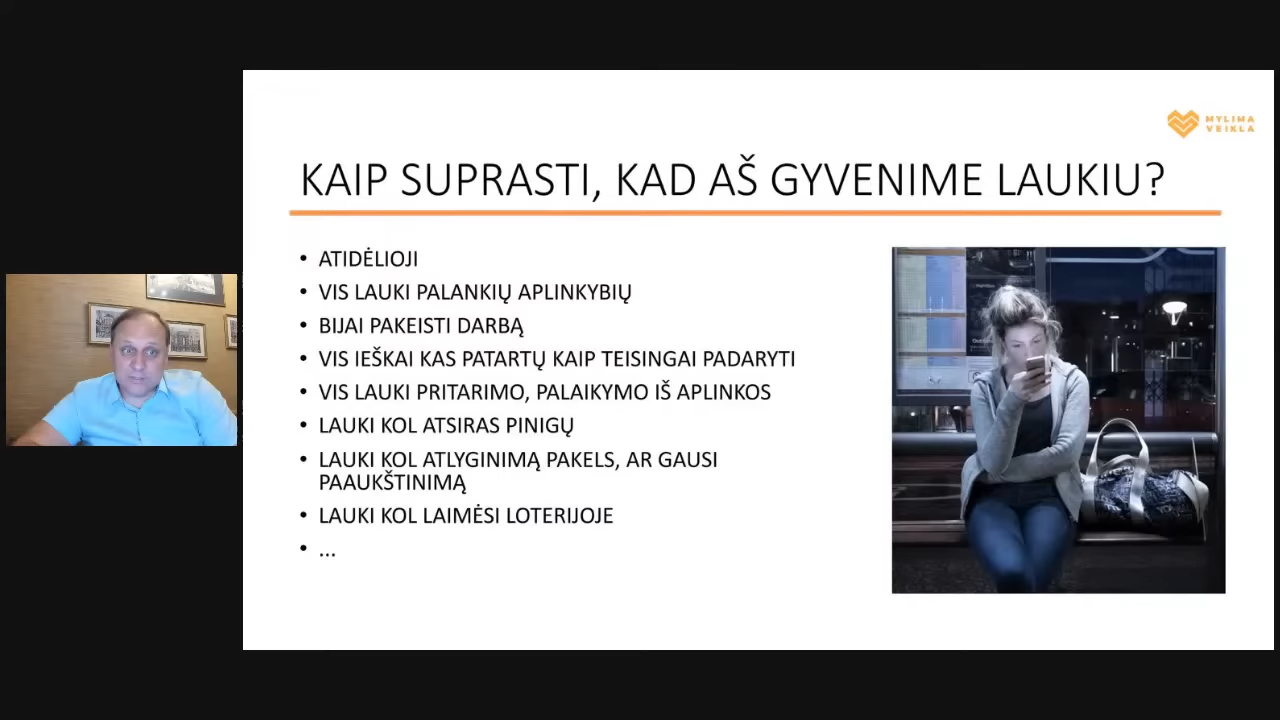 MYLIMA
VEIKLA
KAIP SUPRASTI, KAD AŠ GYVENIME LAUKIU?
• ATIDĖLIOJI
• VIS LAUKI PALANKIŲ APLINKYBIŲ
• BIJAI PAKEISTI DARBĄ
• VIS IEŠKAI KAS PATARTŲ KAIP TEISINGAI PADARYTI
• VIS LAUKI PRITARIMO, PALAIKYMO IŠ APLINKOS
• LAUKI KOL ATSIRAS PINIGŲ
• LAUKI KOL ATLYGINIMĄ PAKELS, AR GAUSI
PAAUKŠTINIMĄ
• LAUKI KOL LAIMĖSI LOTERIJOJE
• ...